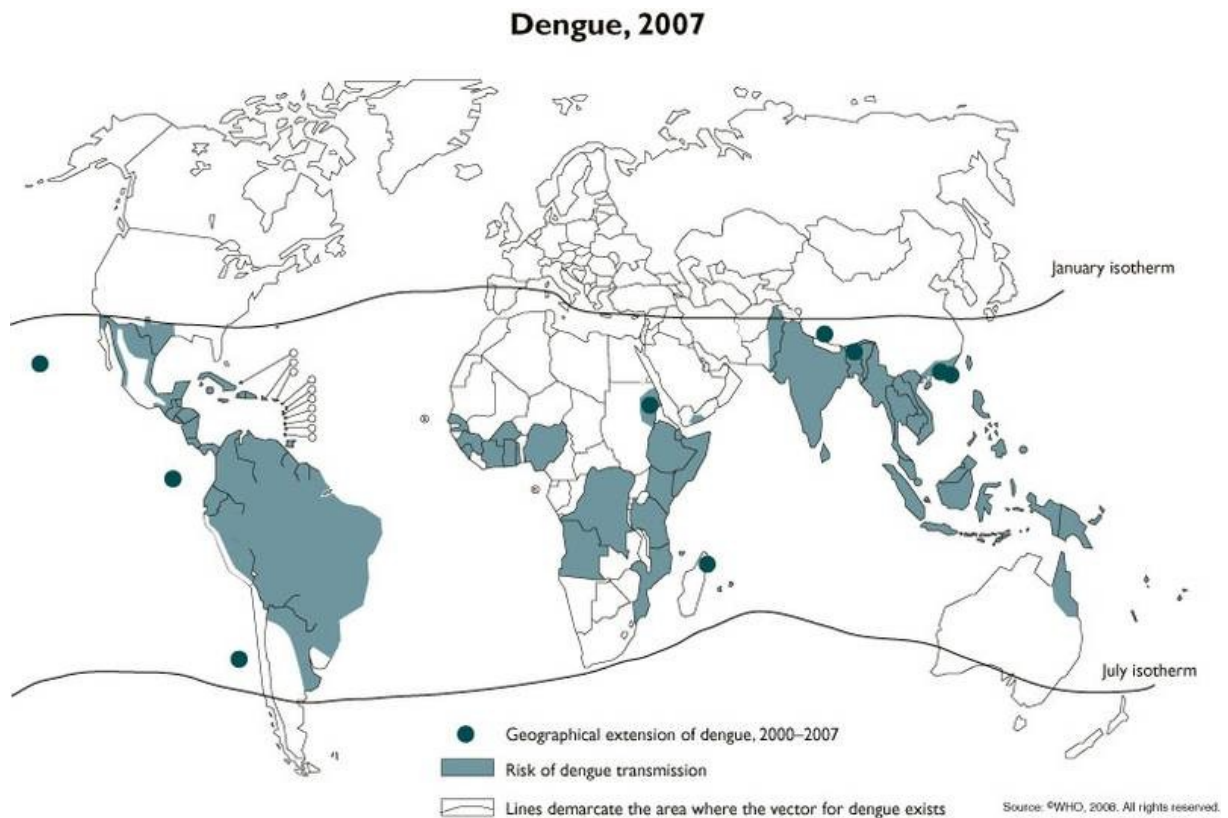 Dengue, 2007
January isotherm
July isotherm
Geographical extension of dengue, 2000–2007
Risk of dengue transmission
Lines demarcate the area where the vector for dengue exists
Source: ©WHO, 2008. All rights reserved.